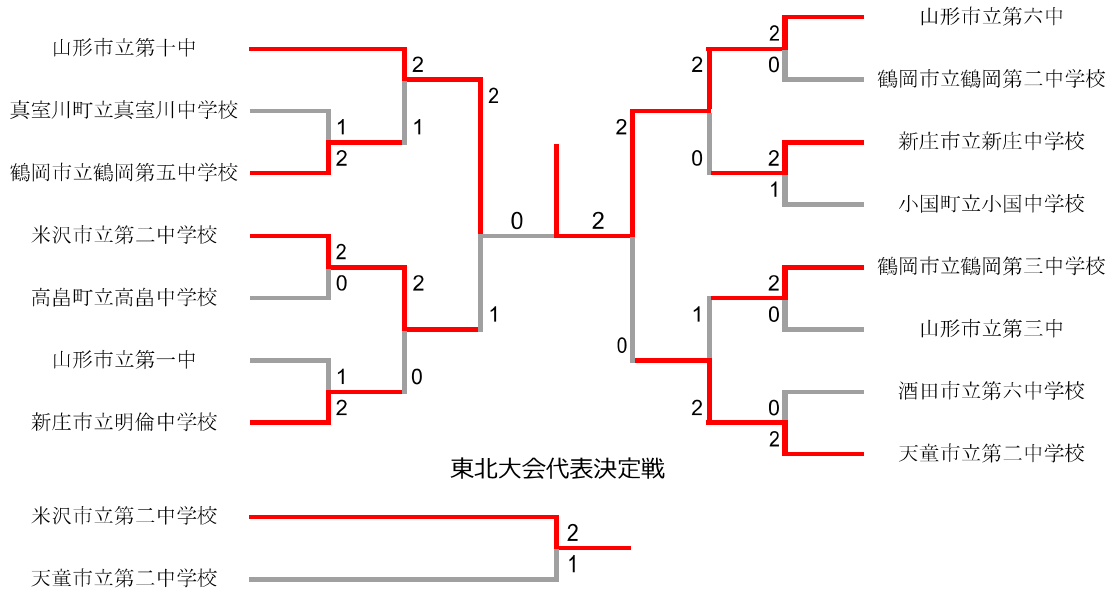 山形市立第十中
2
真室川町立真室川中学校
1
1
2
鶴岡市立鶴岡第五中学校
2
米沢市立第二中学校
2
0
高畠町立高畠中学校
2
山形市立第一中
1
0
2
新庄市立明倫中学校
1
0
2
山形市立第六中
2
0
鶴岡市立鶴岡第二中学校
2
2
新庄市立新庄中学校
0
2
1
小国町立小国中学校
鶴岡市立鶴岡第三中学校
2
0
1
山形市立第三中
0
酒田市立第六中学校
2
0
2
天童市立第二中学校
東北大会代表決定戦
米沢市立第二中学校
2
1
天童市立第二中学校